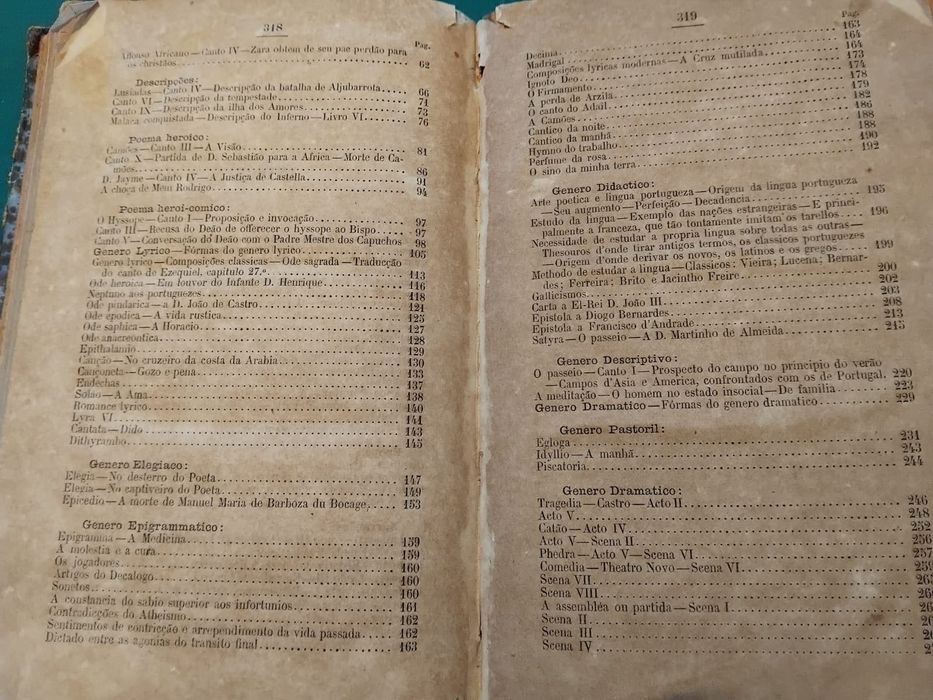 318
Pag.
Affonso Africano—Canto IV—Zara obtem de seu pae perdão para
os christãos. 62
Descripções:
Lusiadas—Canto IV—Descripção da batalha de Aljubarrota. 66
Canto VI—Descripção da tempestade. 71
Canto IX—Descripção da ilha dos Amores. 73
Malaca conquistada—Descripção do Inferno—Livro VI. 76
Poema heroico:
Camões—Canto III—A Visão. 81
Canto X—Partida de D. Sebastião para a Africa—Morte de Ca-
mões. 86
D. Jayme—Canto IV—A Justiça de Castella. 91
A choça de Mem Rodrigo. 94
Poema heroi-comico:
O Hyssope—Canto I—Proposição e invocação. 97
Canto III—Recusa do Deão de offerecer o hyssope ao Bispo. 97
Canto V—Conversação do Deão com o Padre Mestre dos Capuchos 98
Genero Lyrico—Fórmas do genero lyrico. 105
Genero lyrico—Composições classicas—Ode sagrada—Traducção
do canto de Ezequiel, capitulo 27.º 113
Ode heroica—Em louvor do Infante D. Henrique. 116
Neptuno aos portuguezes. 118
Ode pindarica—a D. João de Castro. 121
Ode epodica—A vida rustica. 125
Ode saphica—A Horacio. 127
Ode anacreontica. 128
Epithalamio. 129
Canção—No cruzeiro da costa da Arabia. 130
Cançoneta—Gozo e pena. 133
Endechas. 137
Solao—A Ama. 138
Romance lyrico. 140
Lyra VI. 141
Cantata—Dido. 143
Dithyrambo. 145
Genero Elegiaco:
Elegia—No desterro do Poeta. 147
Elegia—No captiveiro do Poeta. 149
Epicedio—A morte de Manuel Maria de Barboza du Bocage. 153
Genero Epigrammatico:
Epigramma—A Medicina. 159
A molestia e a cura. 159
Os jogadores. 160
Artigos do Decalogo. 160
Sonetos. 160
A constancia do sabio superior aos infortunios. 161
Contradicções do Atheismo. 162
Sentimentos de contricção e arrependimento da vida passada. 162
Dictado entre as agonias do transito final. 163
319
Pag.
Decima. 163
Madrigal. 164
Composições lyricas modernas—A Cruz mutilada. 164
Ignoto Deo. 173
O Firmamento. 174
A perda de Arzila. 178
O canto do Adail. 179
A Camões. 182
Cantico da noite. 186
Cantico da manhã. 188
Hymno do trabalho. 188
Perfume da rosa. 190
O sino da minha terra. 192
Genero Didactico:
Arte poetica e lingua portugueza—Origem da lingua portugueza
—Seu augmento—Perfeição—Decadencia. 195
Estudo da lingua—Exemplo das nações estrangeiras—E princi-
palmente a franceza, que tão tontamente imitam os tarellos. 196
Necessidade de estudar a propria lingua sobre todas as outras—
Thesouros d'onde tirar antigos termos, os classicos portuguezes
—Origem d'onde derivar os novos, os latinos e os gregos. 199
Methodo de estudar a lingua—Classicos: Vieira; Lucena; Bernar-
des; Ferreira; Brito e Jacintho Freire. 200
Gallicismos. 202
Carta a El-Rei D. João III. 203
Epistola a Diogo Bernardes. 208
Epistola a Francisco d'Andrade. 213
Satyra—O passeio—A D. Martinho de Almeida. 215
Genero Descriptivo:
O passeio—Canto I—Prospecto do campo no principio do verão
—Campos d'Asia e America, confrontados com os de Portugal. 220
A meditação—O homem no estado insocial—De familia. 223
Genero Dramatico—Fórmas do genero dramatico. 229
Genero Pastoril:
Egloga. 231
Idyllio—A manhã. 243
Piscatoria. 244
Genero Dramatico:
Tragedia—Castro—Acto II. 246
Acto V. 248
Catão—Acto IV. 252
Acto V—Scena II. 256
Phedra—Acto V—Scena VI. 257
Comedia—Theatro Novo—Scena VI. 259
Scena VII.
Scena VIII.
A assembléa ou partida—Scena I.
Scena II
Scena III
Scena IV